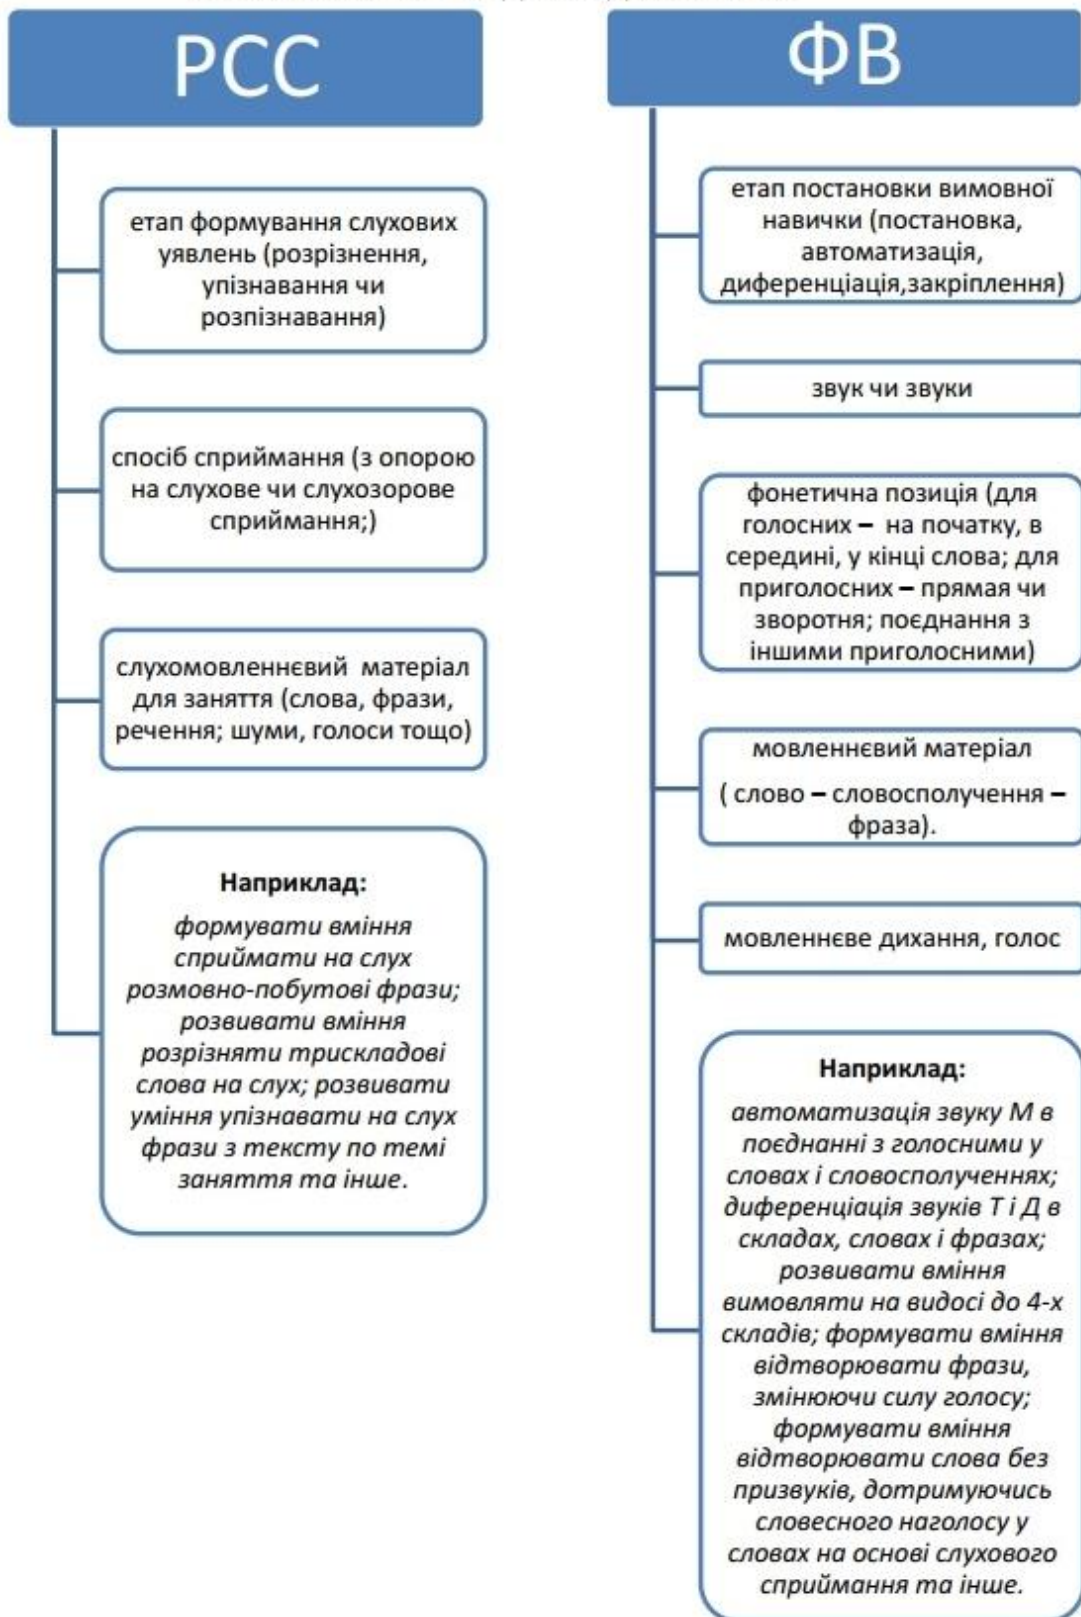 РСС
етап формування слухових
уявлень (розрізнення,
упізнавання чи
розпізнавання)
спосіб сприймання (з опорою
на слухове чи слухозорове
сприймання;)
слухомовленнєвий матеріал
для заняття (слова, фрази,
речення; шуми, голоси тощо)
Наприклад:
формувати вміння
сприймати на слух
розмовно-побутові фрази;
розвивати вміння
розрізняти трискладові
слова на слух; розвивати
уміння упізнавати на слух
фрази з тексту по темі
заняття та інше.
ФВ
етап постановки вимовної
навички (постановка,
автоматизація,
диференціація,закріплення)
звук чи звуки
фонетична позиція (для
голосних – на початку, в
середині, у кінці слова; для
приголосних – прямая чи
зворотня; поєднання з
іншими приголосними)
мовленнєвий матеріал
( слово – словосполучення –
фраза).
мовленнєве дихання, голос
Наприклад:
автоматизація звуку М в
поєднанні з голосними у
словах і словосполученнях;
диференціація звуків Т і Д в
складах, словах і фразах;
розвивати вміння
вимовляти на видосі до 4-х
складів; формувати вміння
відтворювати фрази,
змінюючи силу голосу;
формувати вміння
відтворювати слова без
призвуків, дотримуючись
словесного наголосу у
словах на основі слухового
сприймання та інше.